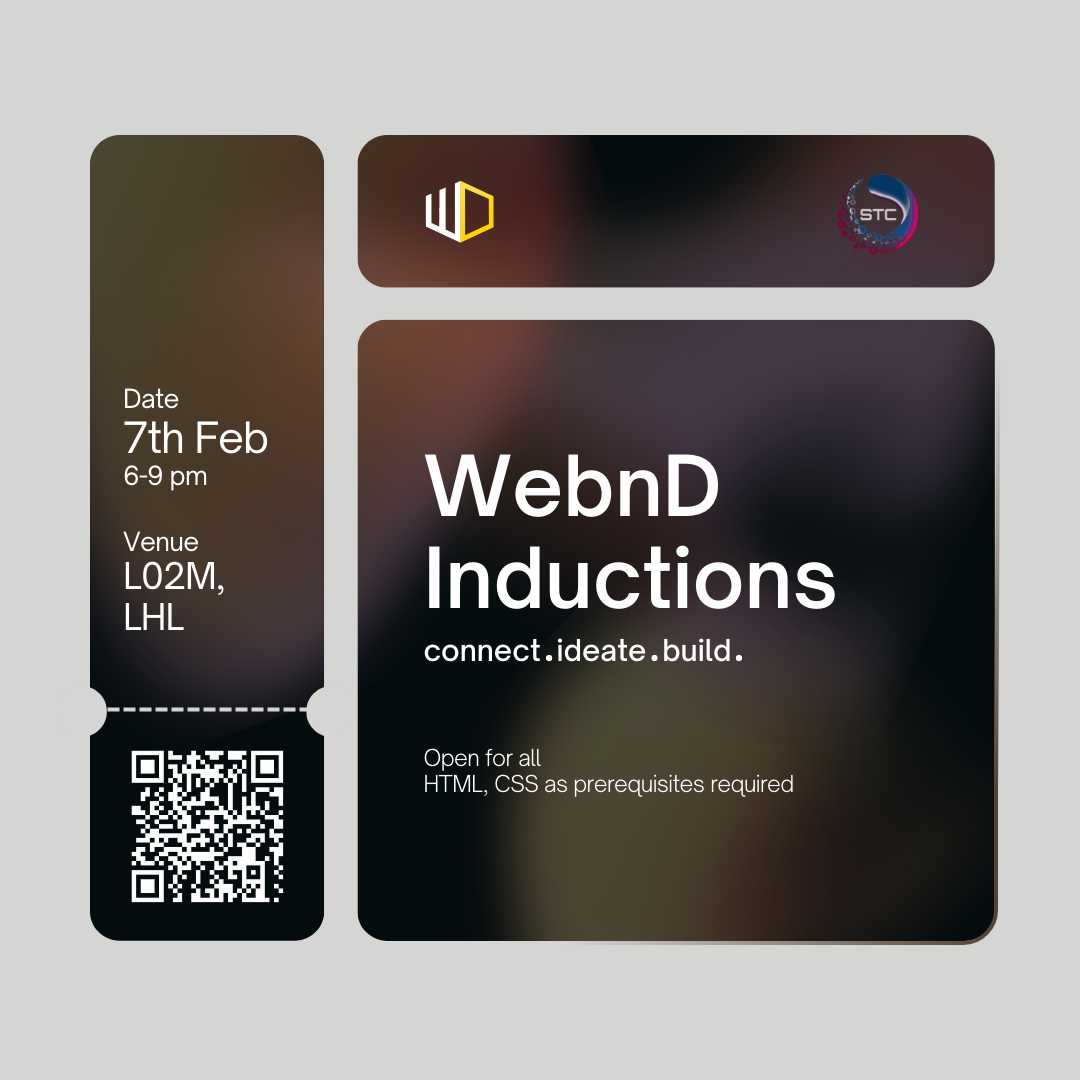 STC
Date
7th Feb
6-9 pm
Venue
L02M,
LHL
WebnD
Inductions
connect.ideate.build.
Open for all
HTML, CSS as prerequisites required